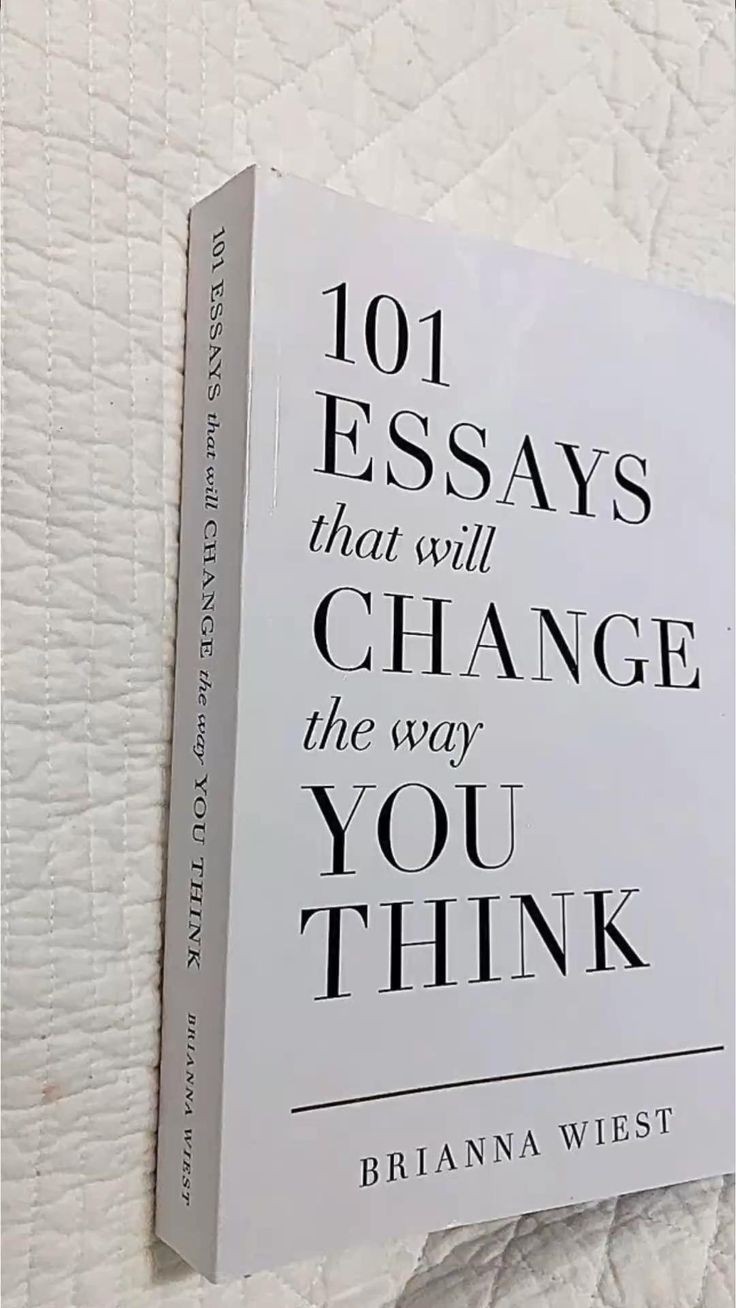 101 ESSAYS that will CHANGE the way YOU THINK BRIANNA WIEST
101
ESSAYS
that will
CHANGE
the way
YOU
THINK
BRIANNA WIEST